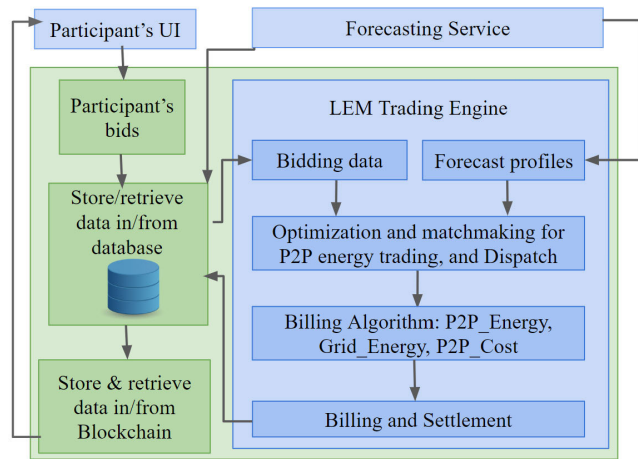 Participant's UI
Forecasting Service
Participant's
bids
LEM Trading Engine
Bidding data
Forecast profiles
Store/retrieve
data in/from
database
Optimization and matchmaking for
P2P energy trading, and Dispatch
Billing Algorithm: P2P_Energy,
Grid_Energy, P2P_Cost
Store & retrieve
data in/from
Blockchain
Billing and Settlement